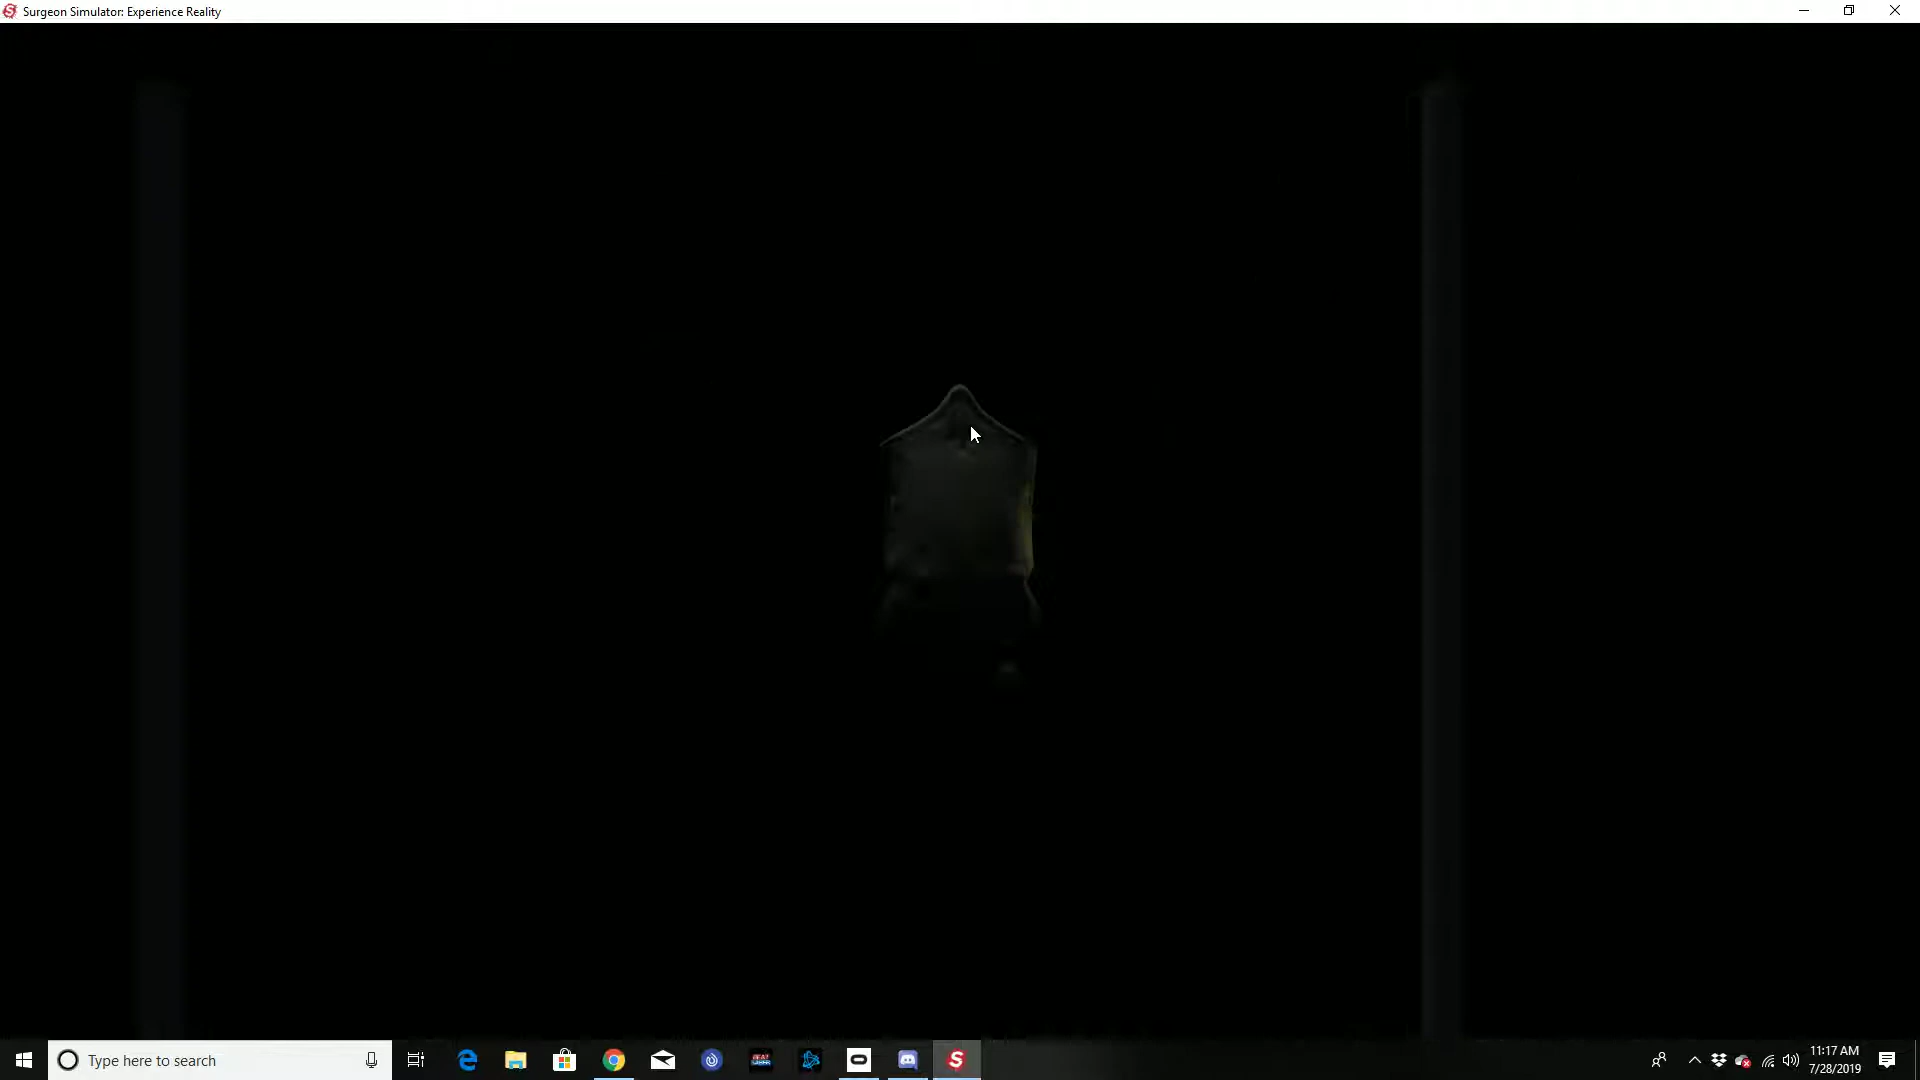 Surgeon Simulator: Experience Reality
Type here to search
11:17 AM
7/28/2019